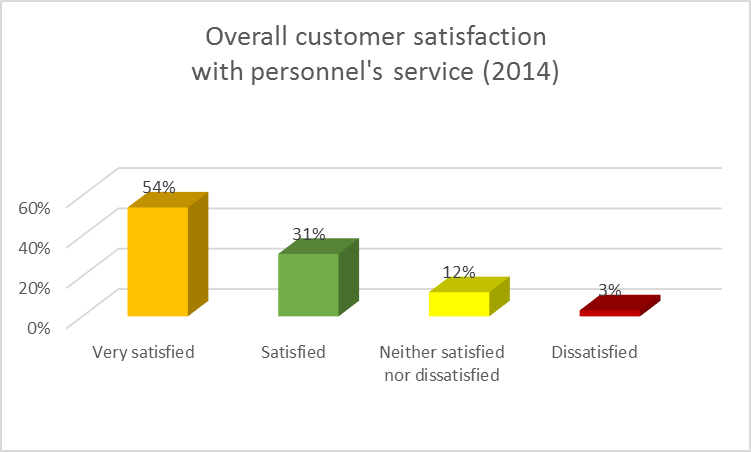 Overall customer satisfaction
with personnel's service (2014)
54%
31%
12%
3%
60%
40%
20%
0%
Very satisfied
Satisfied
Neither satisfied
nor dissatisfied
Dissatisfied